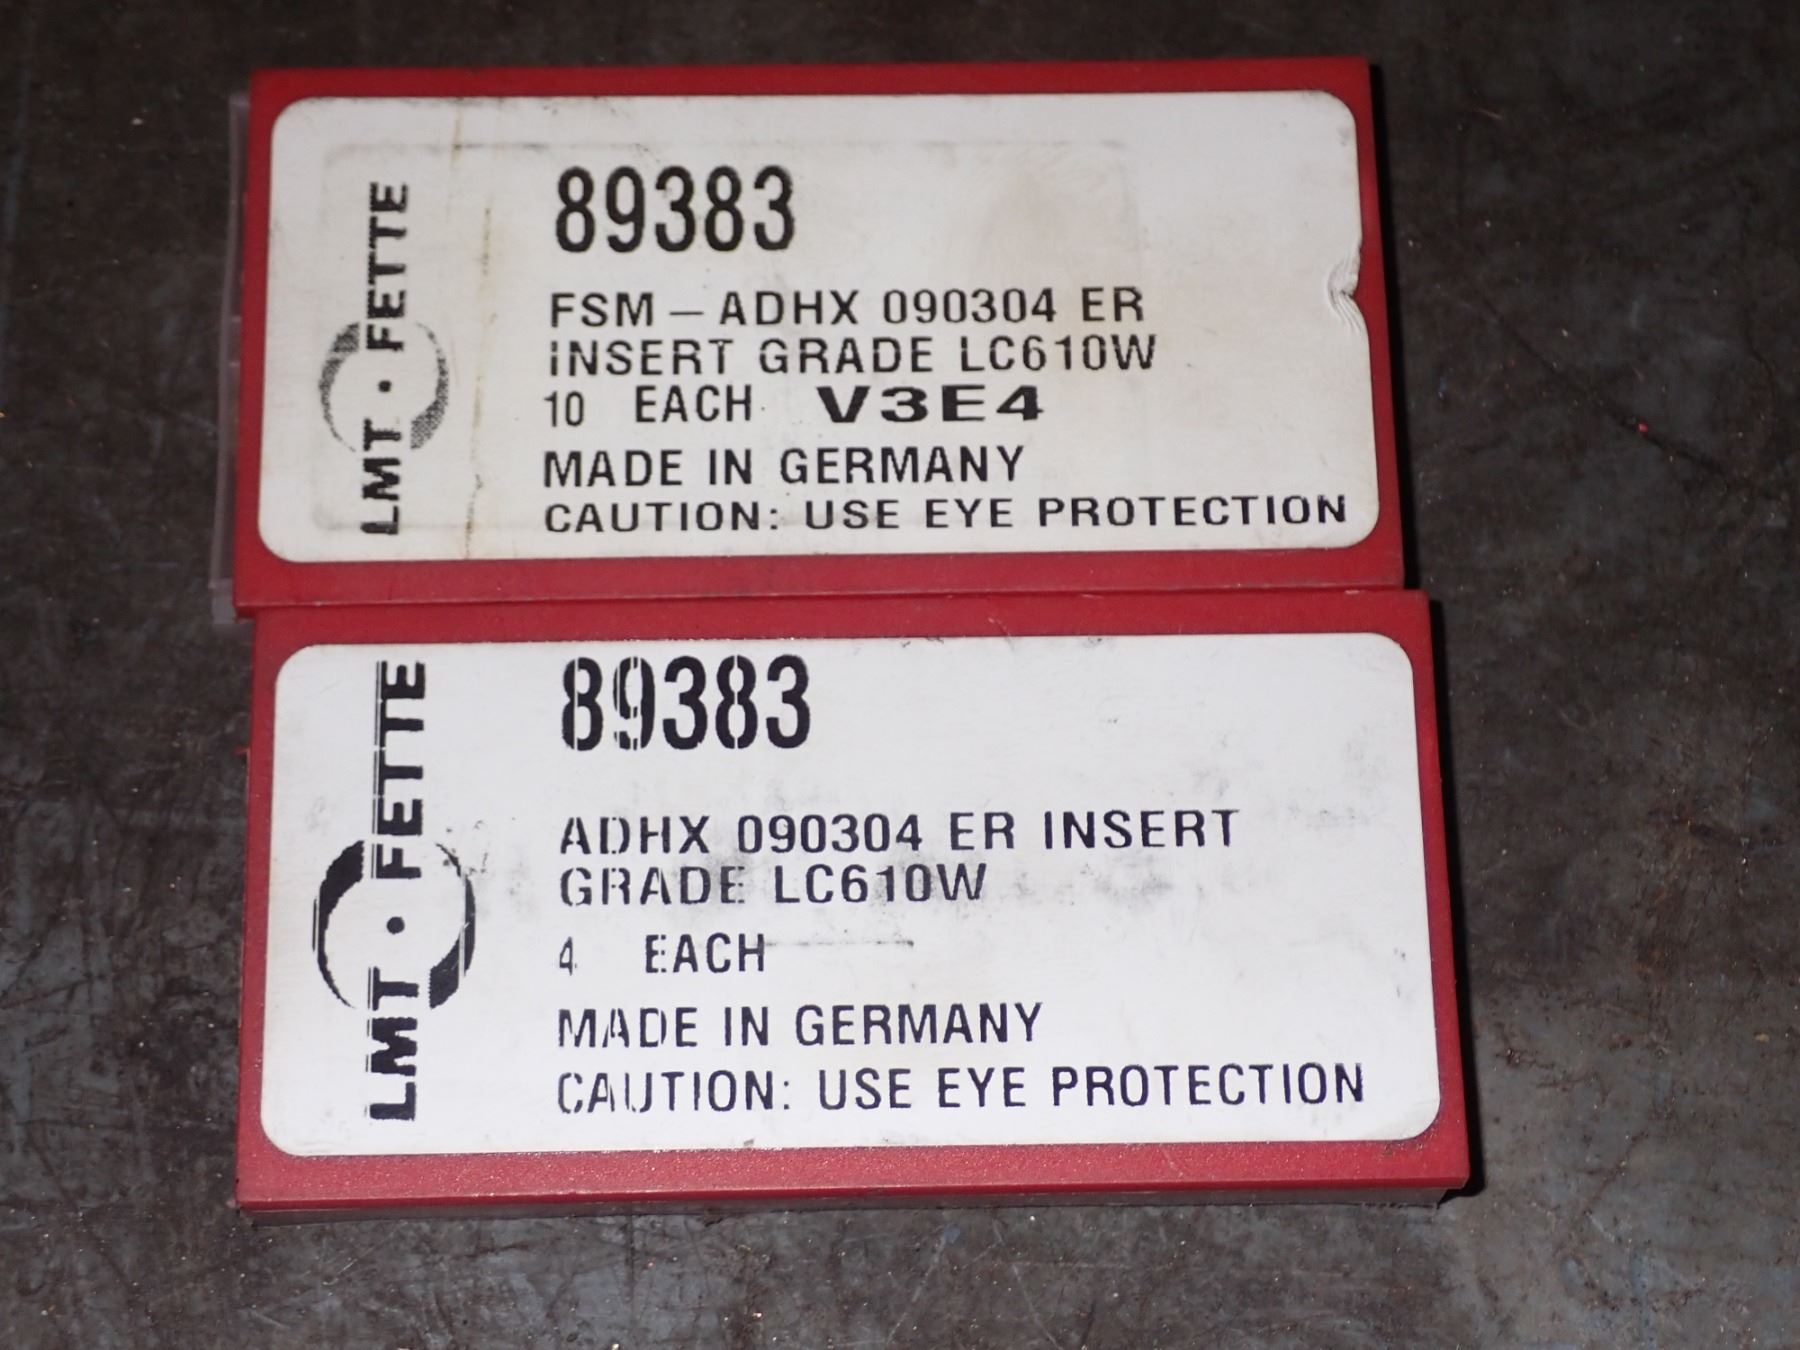 LMT · FETTE
89383
FSM – ADHX 090304 ER
INSERT GRADE LC610W
10 EACH V3E4
MADE IN GERMANY
CAUTION: USE EYE PROTECTION
LMT · FETTE
89383
ADHX 090304 ER INSERT
GRADE LC610W
4 EACH
MADE IN GERMANY
CAUTION: USE EYE PROTECTION